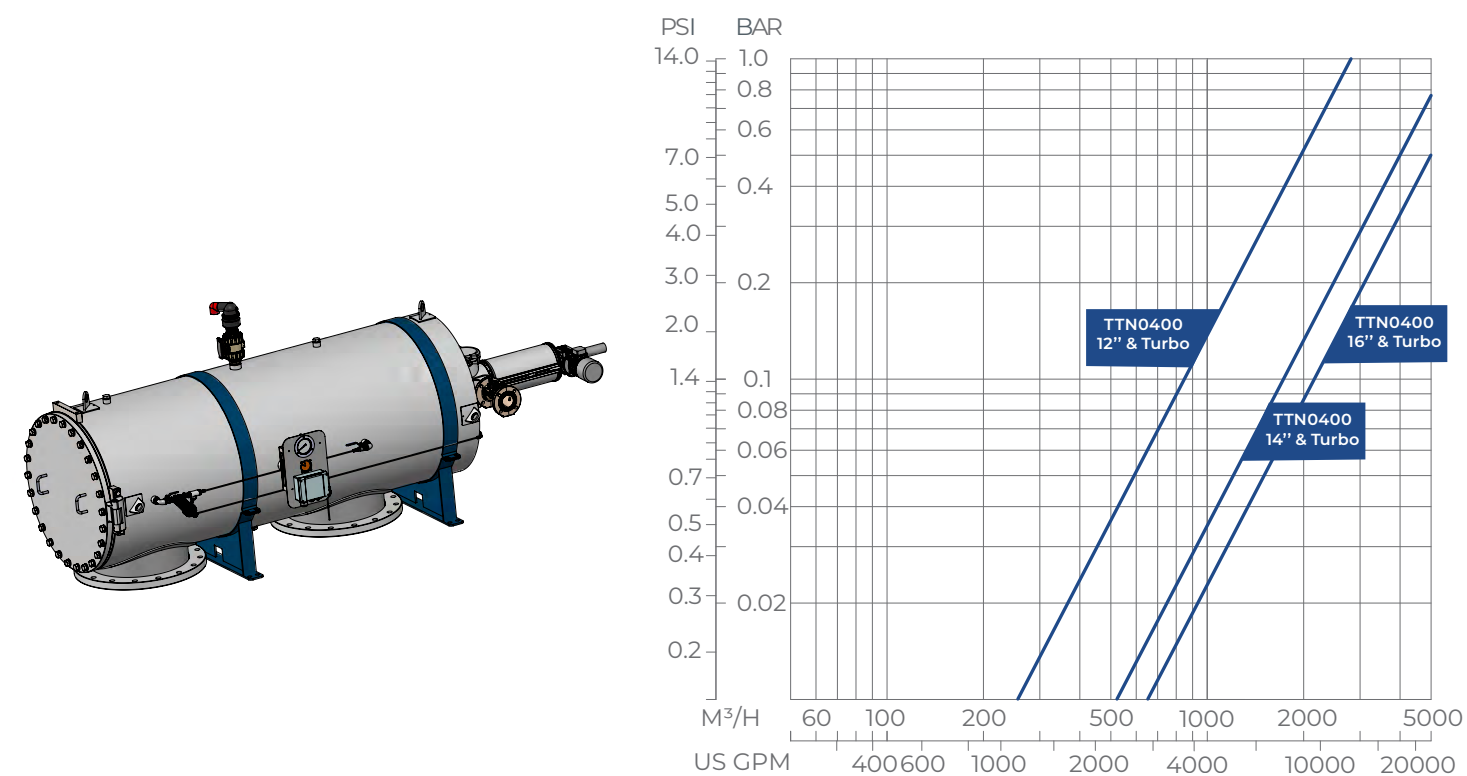 PSI BAR
14.0 1.0
0.8
0.6
7.0
0.4
5.0
4.0
3.0 0.2
2.0
TTN0400
12’’ & Turbo
TTN0400
16’’ & Turbo
1.4 0.1
0.08
TTN0400
14’’ & Turbo
0.06
0.7
0.04
0.5
0.4
0.3 0.02
0.2
M³/H 60 100 200 500 1000 2000 5000
US GPM 400 600 1000 2000 4000 10000 20000